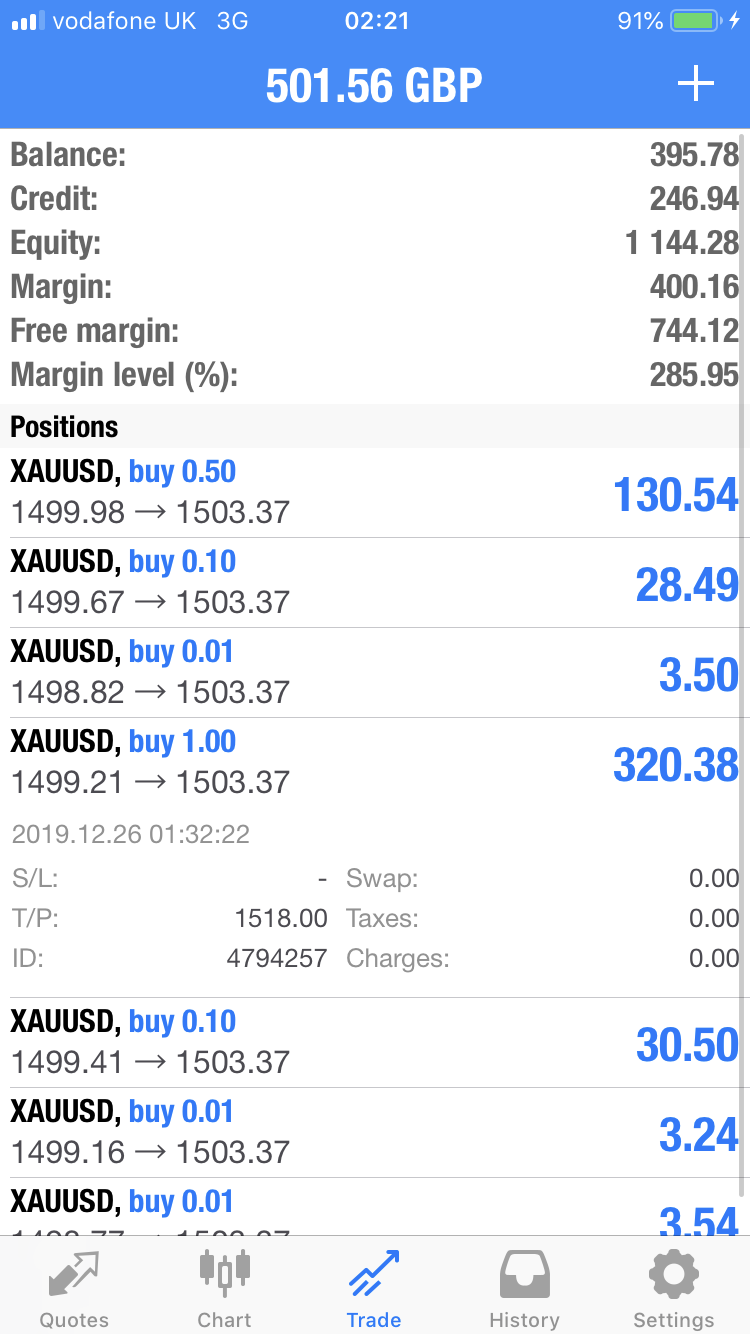 vodafone UK 3G 02:21 91%
501.56 GBP
Balance: 395.78
Credit: 246.94
Equity: 1 144.28
Margin: 400.16
Free margin: 744.12
Margin level (%): 285.95
Positions
XAUUSD, buy 0.50
1499.98 → 1503.37 130.54
XAUUSD, buy 0.10
1499.67 → 1503.37 28.49
XAUUSD, buy 0.01
1498.82 → 1503.37 3.50
XAUUSD, buy 1.00
1499.21 → 1503.37 320.38
2019.12.26 01:32:22
S/L: - Swap: 0.00
T/P: 1518.00 Taxes: 0.00
ID: 4794257 Charges: 0.00
XAUUSD, buy 0.10
1499.41 → 1503.37 30.50
XAUUSD, buy 0.01
1499.16 → 1503.37 3.24
XAUUSD, buy 0.01
3.54
Quotes Chart Trade History Settings